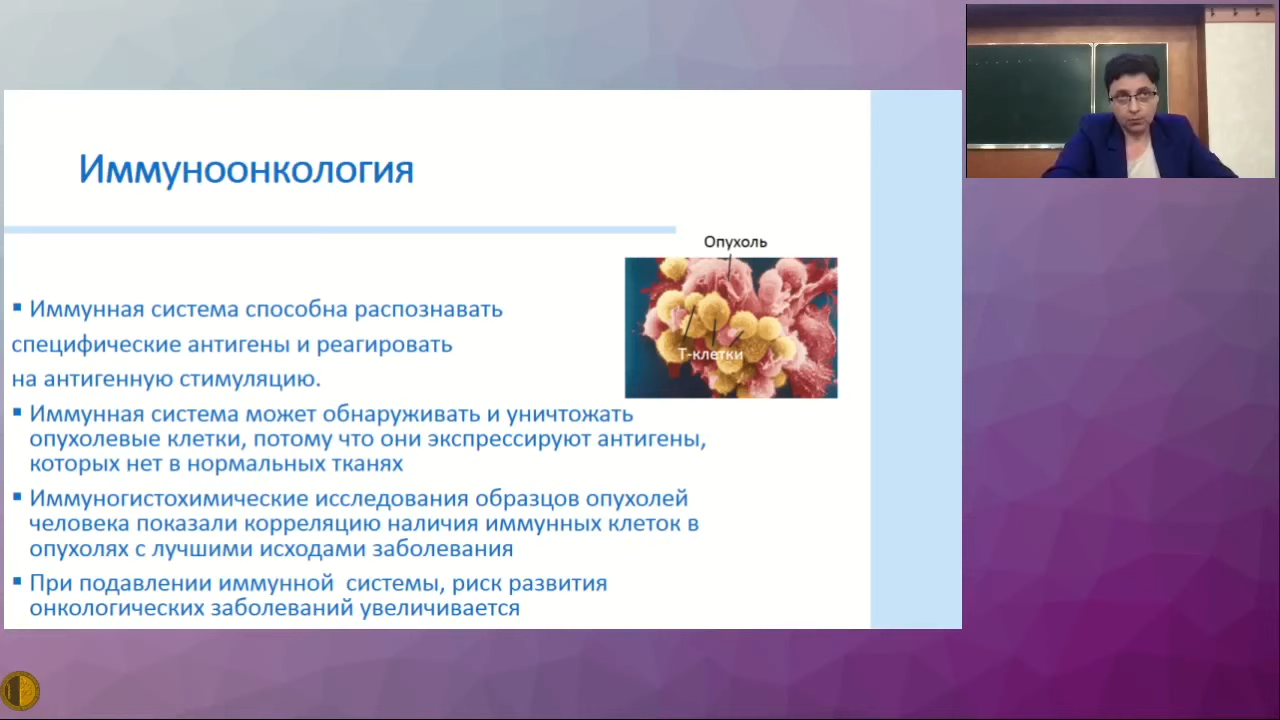 Иммуноонкология
Опухоль
Т-клетки
▪ Иммунная система способна распознавать
специфические антигены и реагировать
на антигенную стимуляцию.
▪ Иммунная система может обнаруживать и уничтожать
опухолевые клетки, потому что они экспрессируют антигены,
которых нет в нормальных тканях
▪ Иммуногистохимические исследования образцов опухолей
человека показали корреляцию наличия иммунных клеток в
опухолях с лучшими исходами заболевания
▪ При подавлении иммунной  системы, риск развития
онкологических заболеваний увеличивается